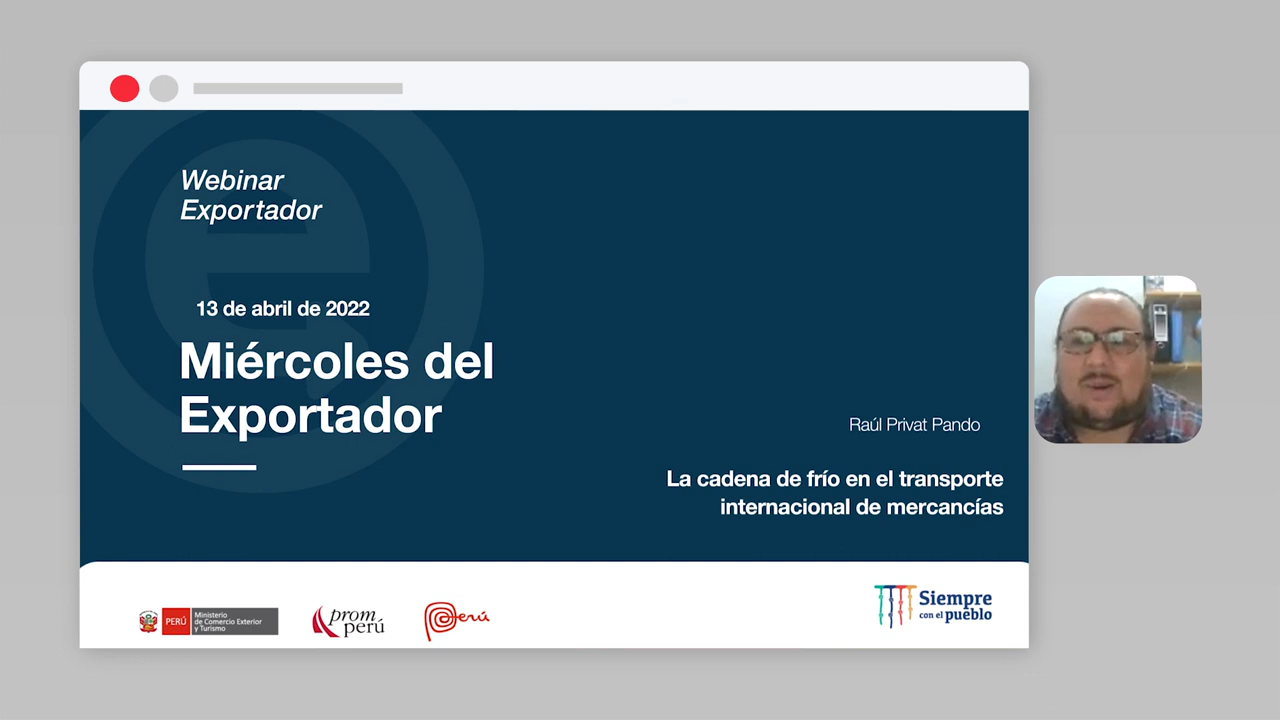 Webinar
Exportador
13 de abril de 2022
Miércoles del
Exportador
Raúl Privat Pando
La cadena de frío en el transporte
internacional de mercancías
PERÚ
Ministerio
de Comercio Exterior
y Turismo
prom
perú
Perú
Siempre
con el pueblo